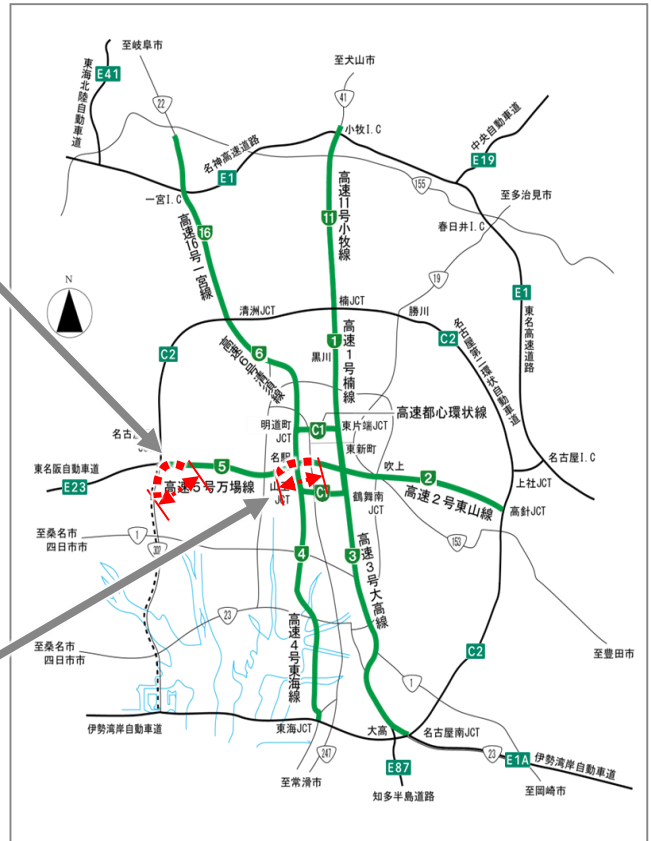 至岐阜市
至犬山市
E41
東海北陸自動車道
22
41
小牧I.C
中央自動車道
E19
名神高速道路
E1
155
一宮I.C
至多治見市
高速11号小牧線
11
春日井I.C
16
高速16号一宮線
19
N
E1
東名高速道路
清洲JCT
楠JCT
勝川
C2
名古屋第二環状自動車道
C2
1
高速1号楠線
6
高速6号清須線
黒川
高速都心環状線
明道町
JCT
C1
東片端JCT
名古
東新町
名駅
名古屋I.C
東名阪自動車道
5
吹上
2
上社JCT
E23
高速5号万場線
JCT
C1
鶴舞南
JCT
高速2号東山線
高針JCT
至桑名市
四日市市
1
302
153
4
3
高速3号大高線
23
高速4号東海線
至桑名市
四日市市
C2
至豊田市
1
伊勢湾岸自動車道
東海JCT
大高
名古屋南JCT
23
E1A
伊勢湾岸自動車道
247
E87
至常滑市
知多半島道路
至岡崎市